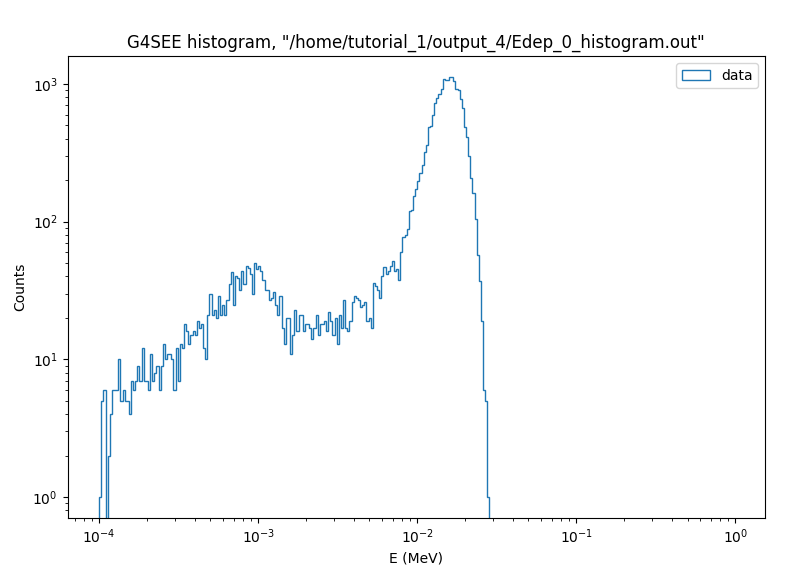 G4SEE histogram, "/home/tutorial_1/output_4/Edep_0_histogram.out"
data
Counts
10³
10²
10¹
10⁰
10⁻⁴ 10⁻³ 10⁻² 10⁻¹ 10⁰
E (MeV)